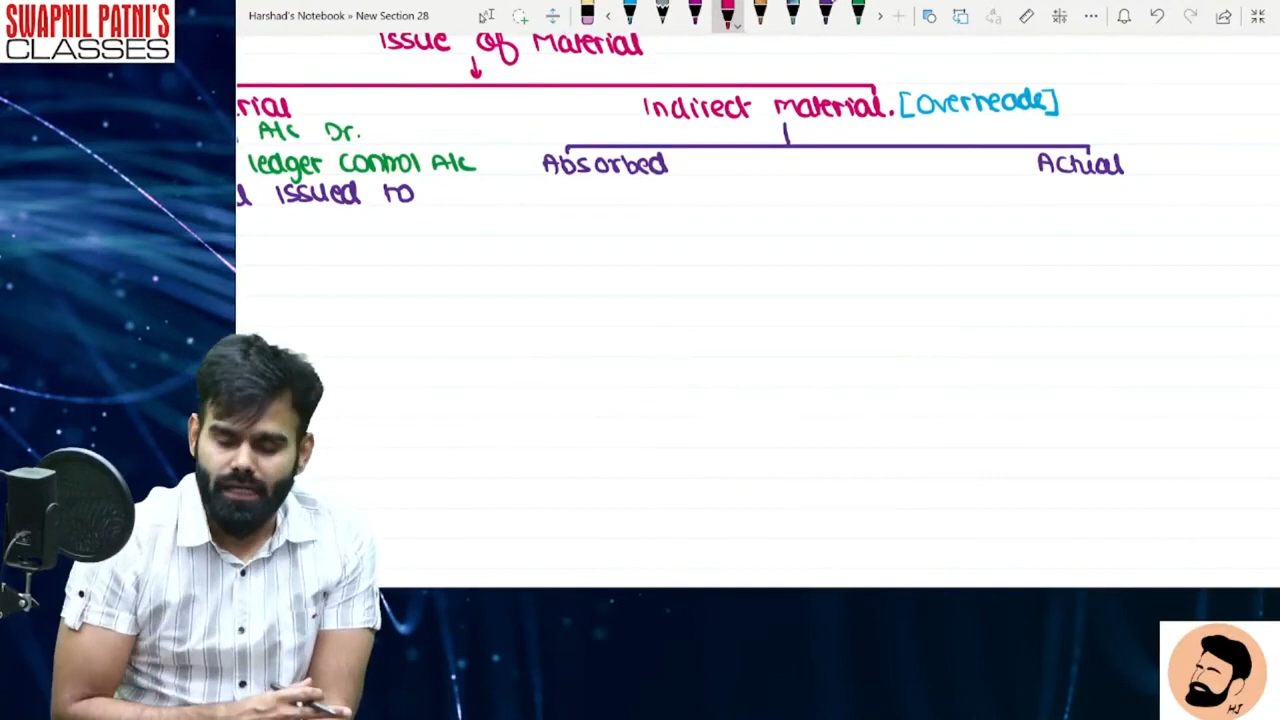 SWAPNIL PATNI'S
CLASSES
Harshad's Notebook » New Section 28
Issue of Material
rial
Indirect material. [Overheads]
A/c Dr.
ledger control A/c
Absorbed
Actual
l issued to
HJ